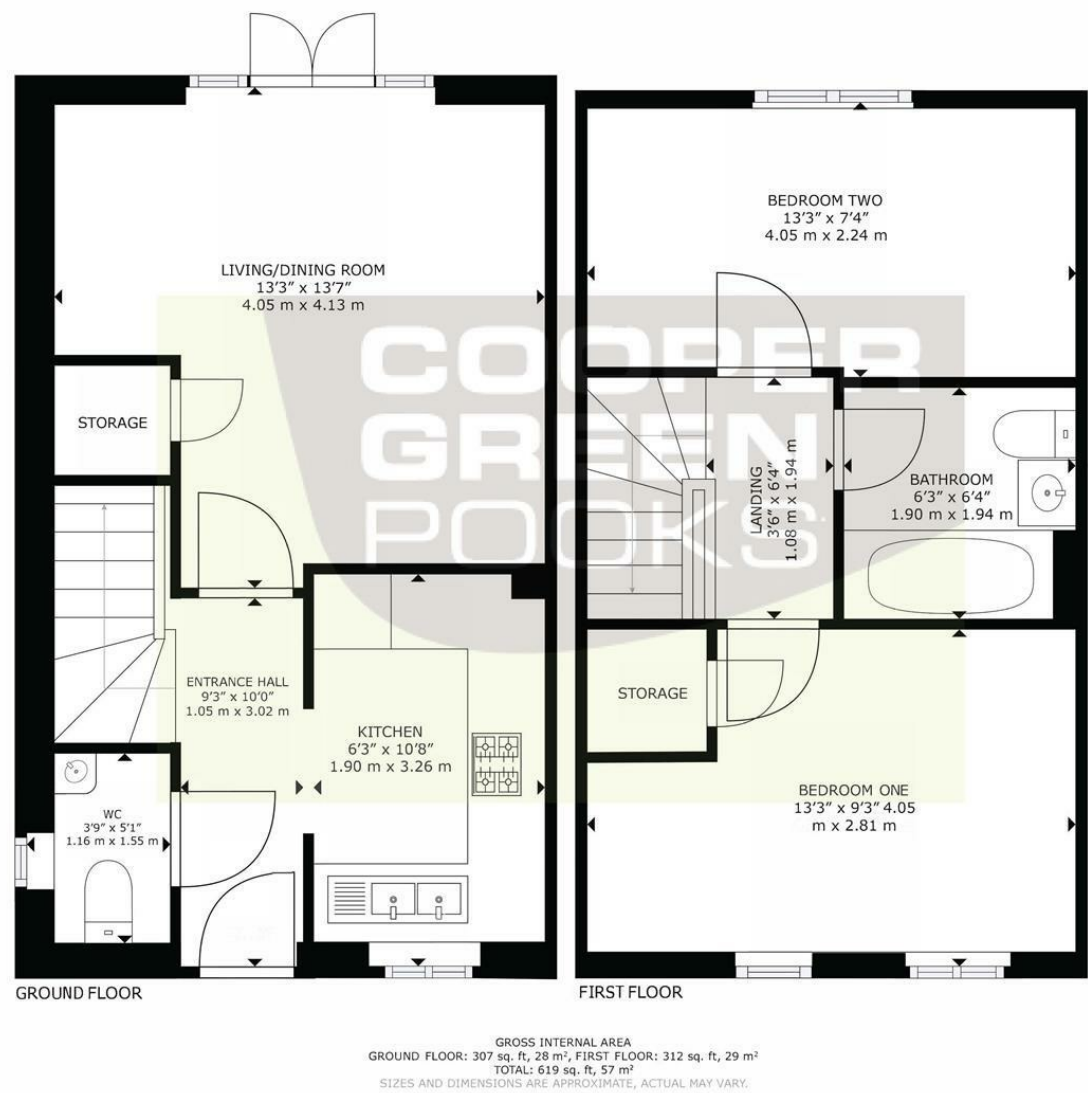 LIVING/DINING ROOM
13'3" x 13'7"
4.05 m x 4.13 m
STORAGE
ENTRANCE HALL
9'3" x 10'0"
1.05 m x 3.02 m
KITCHEN
6'3" x 10'8"
1.90 m x 3.26 m
WC
3'9" x 5'1"
1.16 m x 1.55 m
GROUND FLOOR
BEDROOM TWO
13'3" x 7'4"
4.05 m x 2.24 m
LANDING
3'6" x 6'4"
1.08 m x 1.94 m
BATHROOM
6'3" x 6'4"
1.90 m x 1.94 m
STORAGE
BEDROOM ONE
13'3" x 9'3" 4.05
m x 2.81 m
FIRST FLOOR
COOPER
GREEN
POOKS
GROSS INTERNAL AREA
GROUND FLOOR: 307 sq. ft, 28 m², FIRST FLOOR: 312 sq. ft, 29 m²
TOTAL: 619 sq. ft, 57 m²
SIZES AND DIMENSIONS ARE APPROXIMATE, ACTUAL MAY VARY.